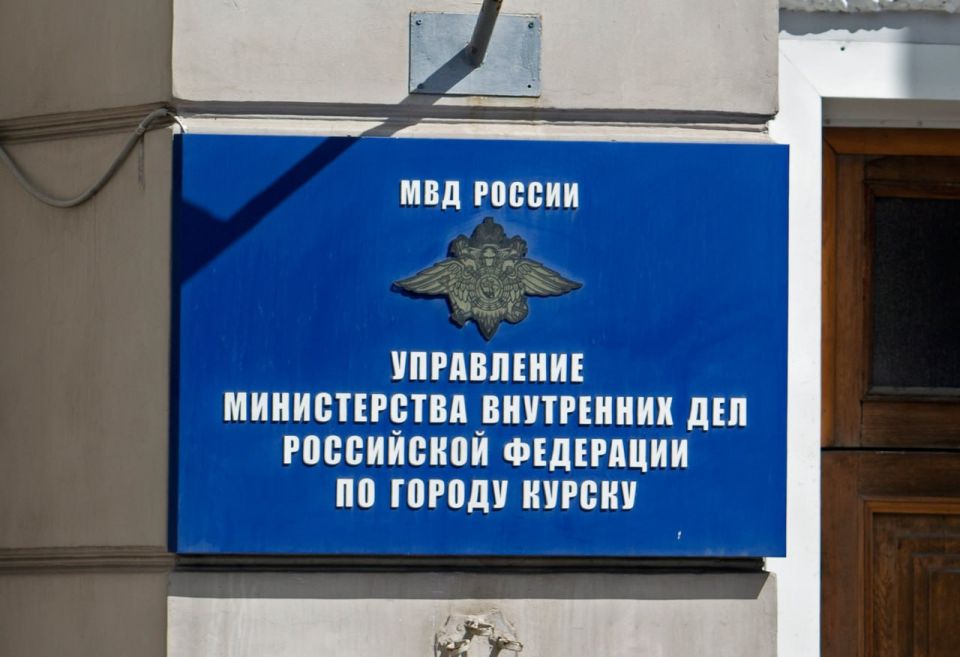 МВД РОССИИ
УПРАВЛЕНИЕ
МИНИСТЕРСТВА ВНУТРЕННИХ ДЕЛ
РОССИЙСКОЙ ФЕДЕРАЦИИ
ПО ГОРОДУ КУРСКУ